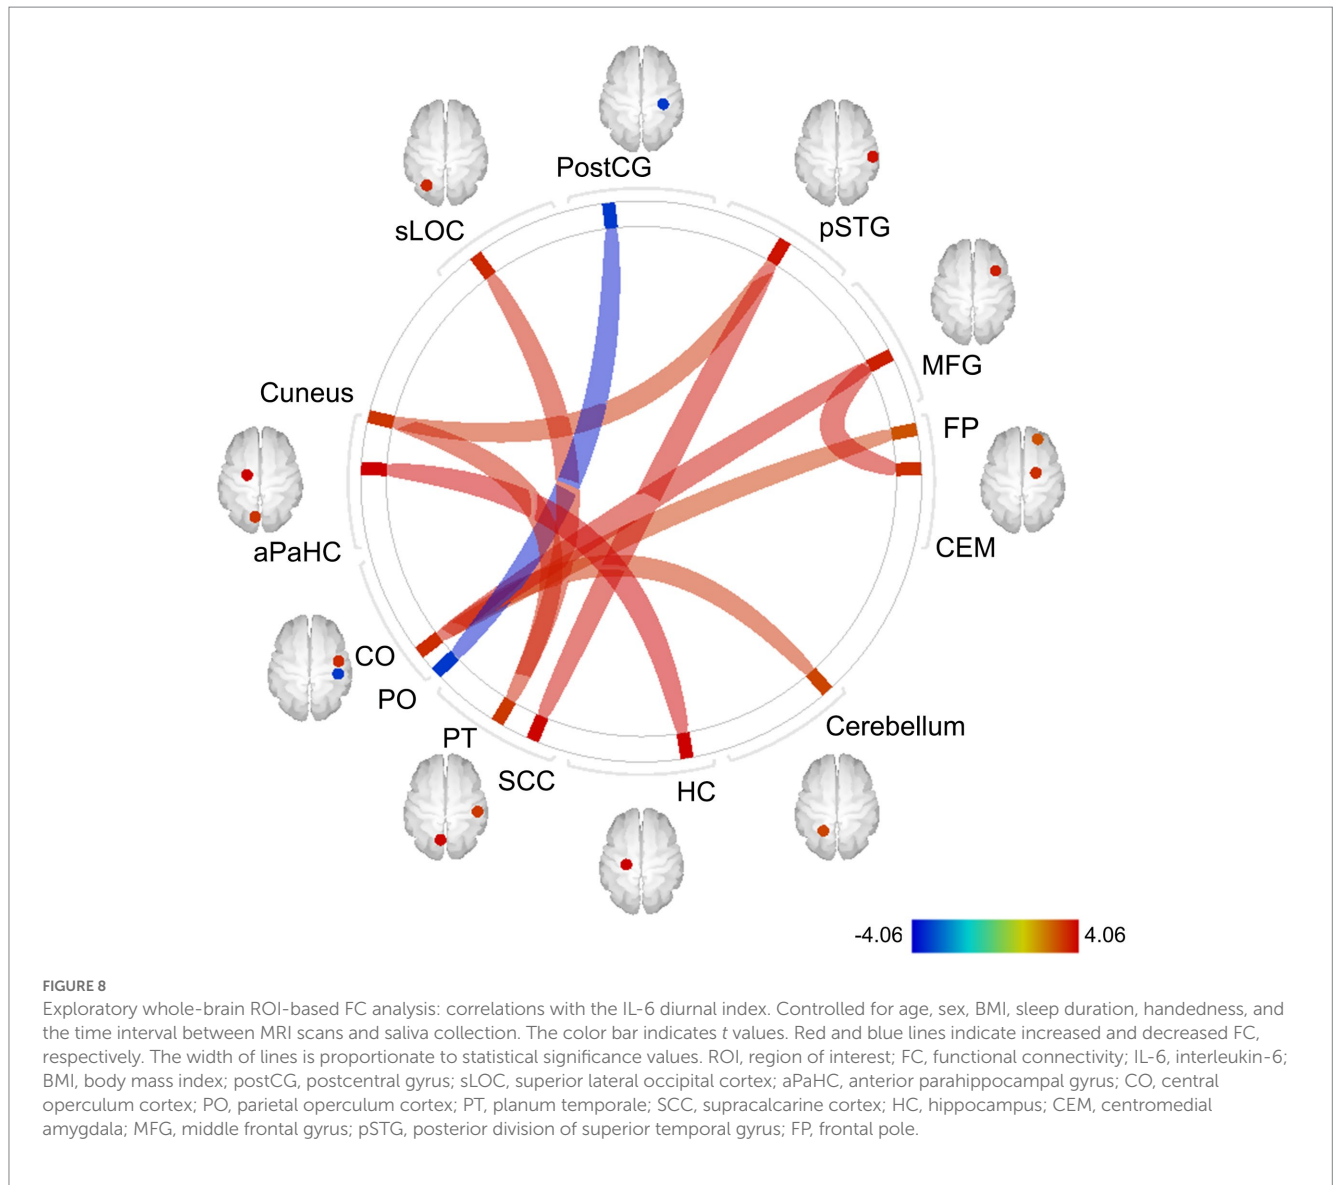 PostCG
sLOC
pSTG
MFG
Cuneus
FP
aPaHC
CEM
CO
PO
PT
SCC
HC
Cerebellum
-4.06
4.06
FIGURE 8
Exploratory whole-brain ROI-based FC analysis: correlations with the IL-6 diurnal index. Controlled for age, sex, BMI, sleep duration, handedness, and
the time interval between MRI scans and saliva collection. The color bar indicates t values. Red and blue lines indicate increased and decreased FC,
respectively. The width of lines is proportionate to statistical significance values. ROI, region of interest; FC, functional connectivity; IL-6, interleukin-6;
BMI, body mass index; postCG, postcentral gyrus; sLOC, superior lateral occipital cortex; aPaHC, anterior parahippocampal gyrus; CO, central
operculum cortex; PO, parietal operculum cortex; PT, planum temporale; SCC, supracalcarine cortex; HC, hippocampus; CEM, centromedial
amygdala; MFG, middle frontal gyrus; pSTG, posterior division of superior temporal gyrus; FP, frontal pole.